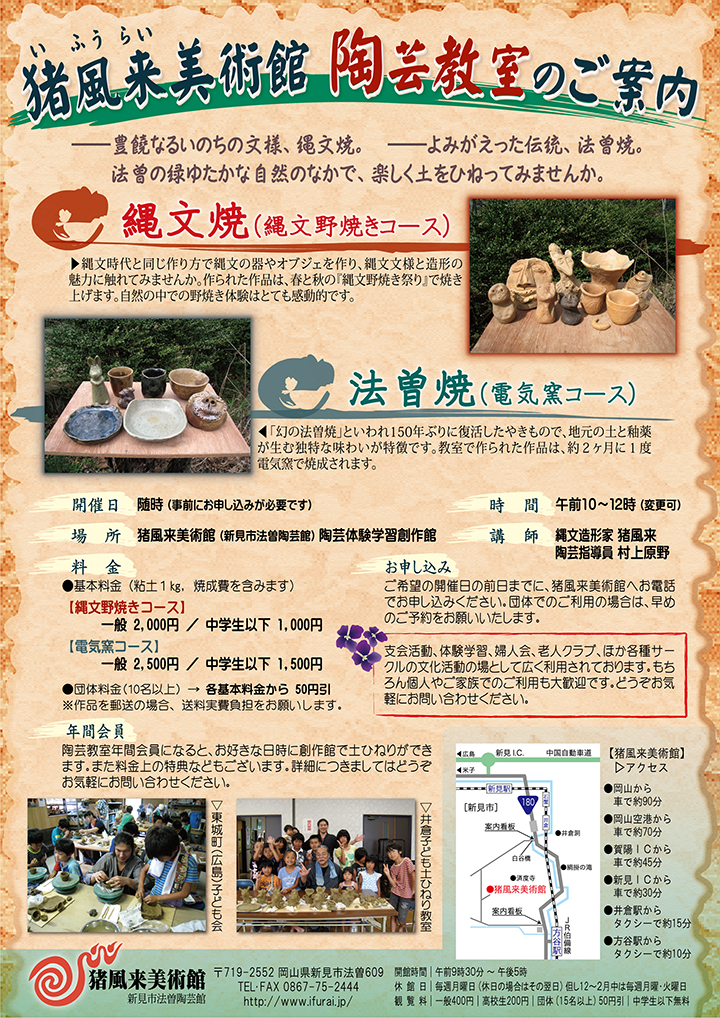 いふうらい
猪風来美術館 陶芸教室のご案内
──豊饒なるいのちの文様、縄文焼。 ──よみがえった伝統、法曽焼。
法曽の緑ゆたかな自然のなかで、楽しく土をひねってみませんか。
縄文焼(縄文野焼きコース)
▶縄文時代と同じ作り方で縄文の器やオブジェを作り、縄文文様と造形の
魅力に触れてみませんか。作られた作品は、春と秋の『縄文野焼き祭り』で焼き
上げます。自然の中での野焼き体験はとても感動的です。
法曽焼(電気窯コース)
◀「幻の法曽焼」といわれ150年ぶりに復活したやきもので、地元の土と釉薬
が生む独特な味わいが特徴です。教室で作られた作品は、約2ヶ月に1度
電気窯で焼成されます。
開催日 随時(事前にお申し込みが必要です)
時間 午前10〜12時(変更可)
場所 猪風来美術館(新見市法曽陶芸館)陶芸体験学習創作館
講師 縄文造形家 猪風来
陶芸指導員 村上原野
料金
●基本料金(粘土1kg,焼成費を含みます)
【縄文野焼きコース】
一般 2,000円 / 中学生以下 1,000円
【電気窯コース】
一般 2,500円 / 中学生以下 1,500円
●団体料金(10名以上)→ 各基本料金から 50円引
※作品を郵送の場合、送料実費負担をお願いします。
お申し込み
ご希望の開催日の前日までに、猪風来美術館へお電話
でお申し込みください。団体でのご利用の場合は、早め
のご予約をお願いいたします。
支会活動、体験学習、婦人会、老人クラブ、ほか各種サー
クルの文化活動の場として広く利用されております。もち
ろん個人やご家族でのご利用も大歓迎です。どうぞお気
軽にお問い合わせください。
年間会員
陶芸教室年間会員になると、お好きな日時に創作館で土ひねりができ
ます。また料金上の特典などもございます。詳細につきましてはどうぞ
お気軽にお問い合わせください。
▽東城町(広島)子ども会
▽井倉子ども土ひねり教室
◀広島 新見I.C. 中国自動車道
◀米子
新見駅
[新見市]
180
石蟹駅
井倉駅
案内看板
●井倉洞
白谷橋
●絹掛の滝
●済度寺
●猪風来美術館
案内看板
JR伯備線
方谷駅
【猪風来美術館】
▷アクセス
●岡山から
車で約90分
●岡山空港から
車で約70分
●賀陽ICから
車で約45分
●新見ICから
車で約30分
●井倉駅から
タクシーで約15分
●方谷駅から
タクシーで約10分
猪風来美術館
新見市法曽陶芸館
〒719-2552 岡山県新見市法曽609
TEL・FAX 0867-75-2444
http://www.ifurai.jp/
開館時間|午前9時30分 〜 午後5時
休館日|毎週月曜日(休日の場合はその翌日)但し12〜2月中は毎週月曜・火曜日
観覧料|一般400円|高校生200円|団体(15名以上)50円引|中学生以下無料